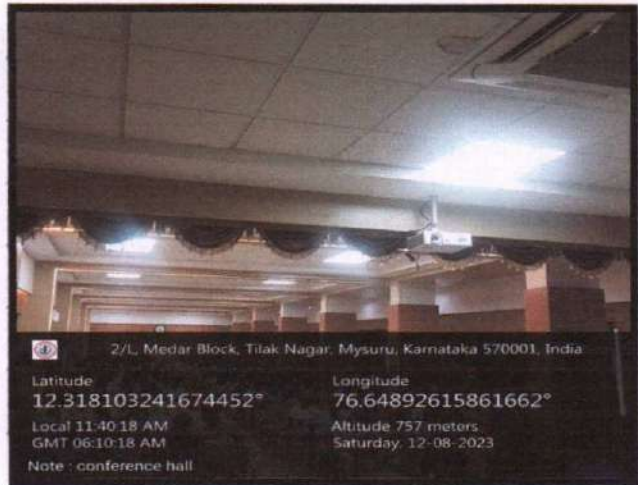 2/L, Medar Block, Tilak Nagar, Mysuru, Karnataka 570001, India
Latitude
12.318103241674452°
Longitude
76.64892615861662°
Local 11:40:18 AM
GMT 06:10:18 AM
Altitude 757 meters
Saturday, 12-08-2023
Note : conference hall